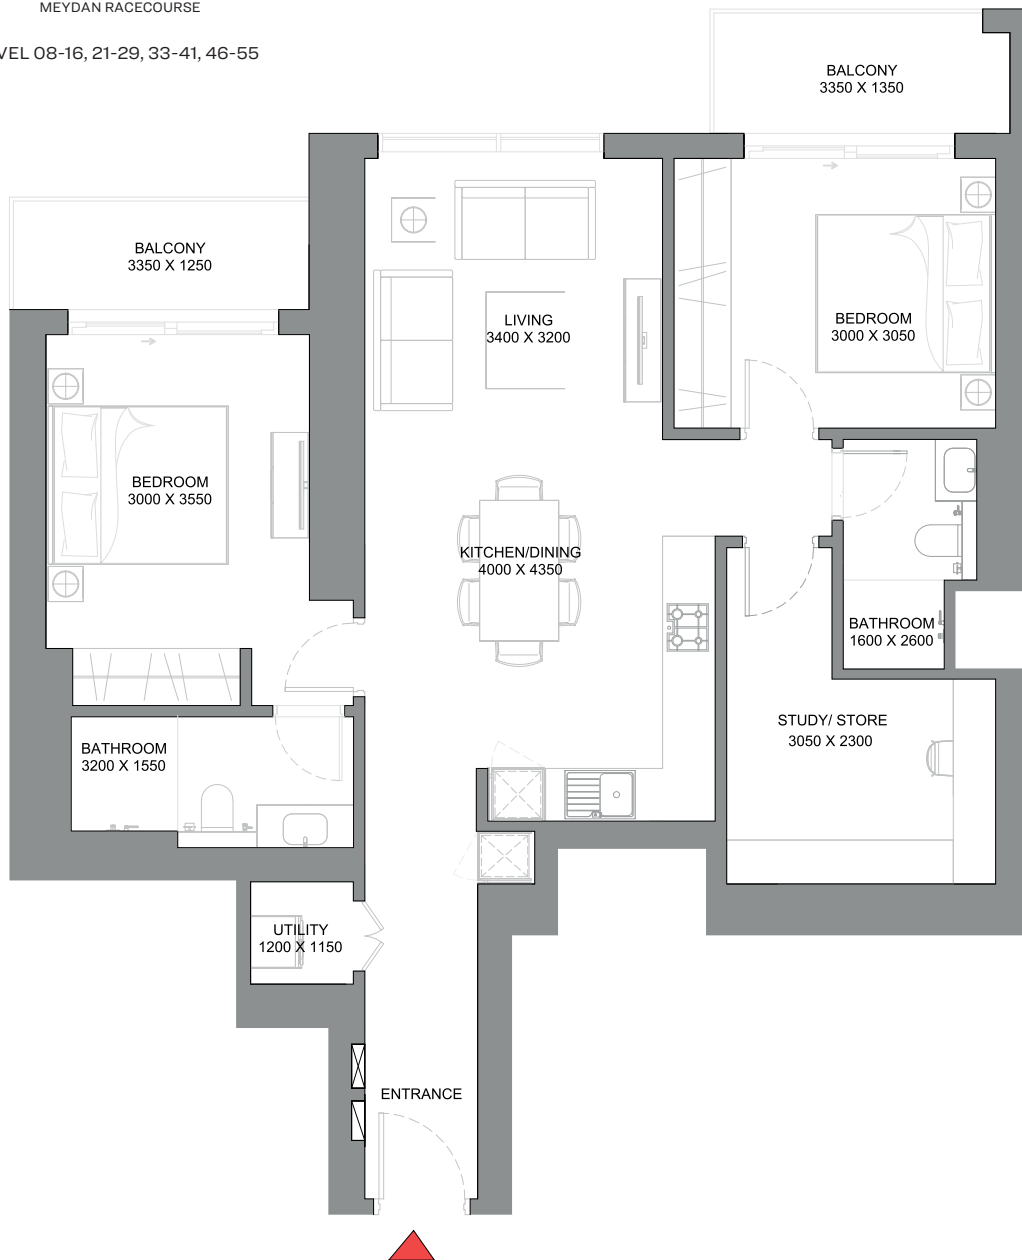 MEYDAN RACECOURSE
VEL 08-16, 21-29, 33-41, 46-55
BALCONY
3350 X 1350
BALCONY
3350 X 1250
LIVING
3400 X 3200
BEDROOM
3000 X 3050
BEDROOM
3000 X 3550
KITCHEN/DINING
4000 X 4350
BATHROOM
1600 X 2600
STUDY/ STORE
3050 X 2300
BATHROOM
3200 X 1550
UTILITY
1200 X 1150
ENTRANCE